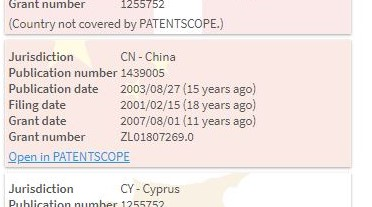 Grant number 1255752
(Country not covered by PATENTSCOPE.)
Jurisdiction CN - China
Publication number 1439005
Publication date 2003/08/27 (15 years ago)
Filing date 2001/02/15 (18 years ago)
Grant date 2007/08/01 (11 years ago)
Grant number ZL01807269.0
Open in PATENTSCOPE
Jurisdiction CY - Cyprus
Publication number 1255752